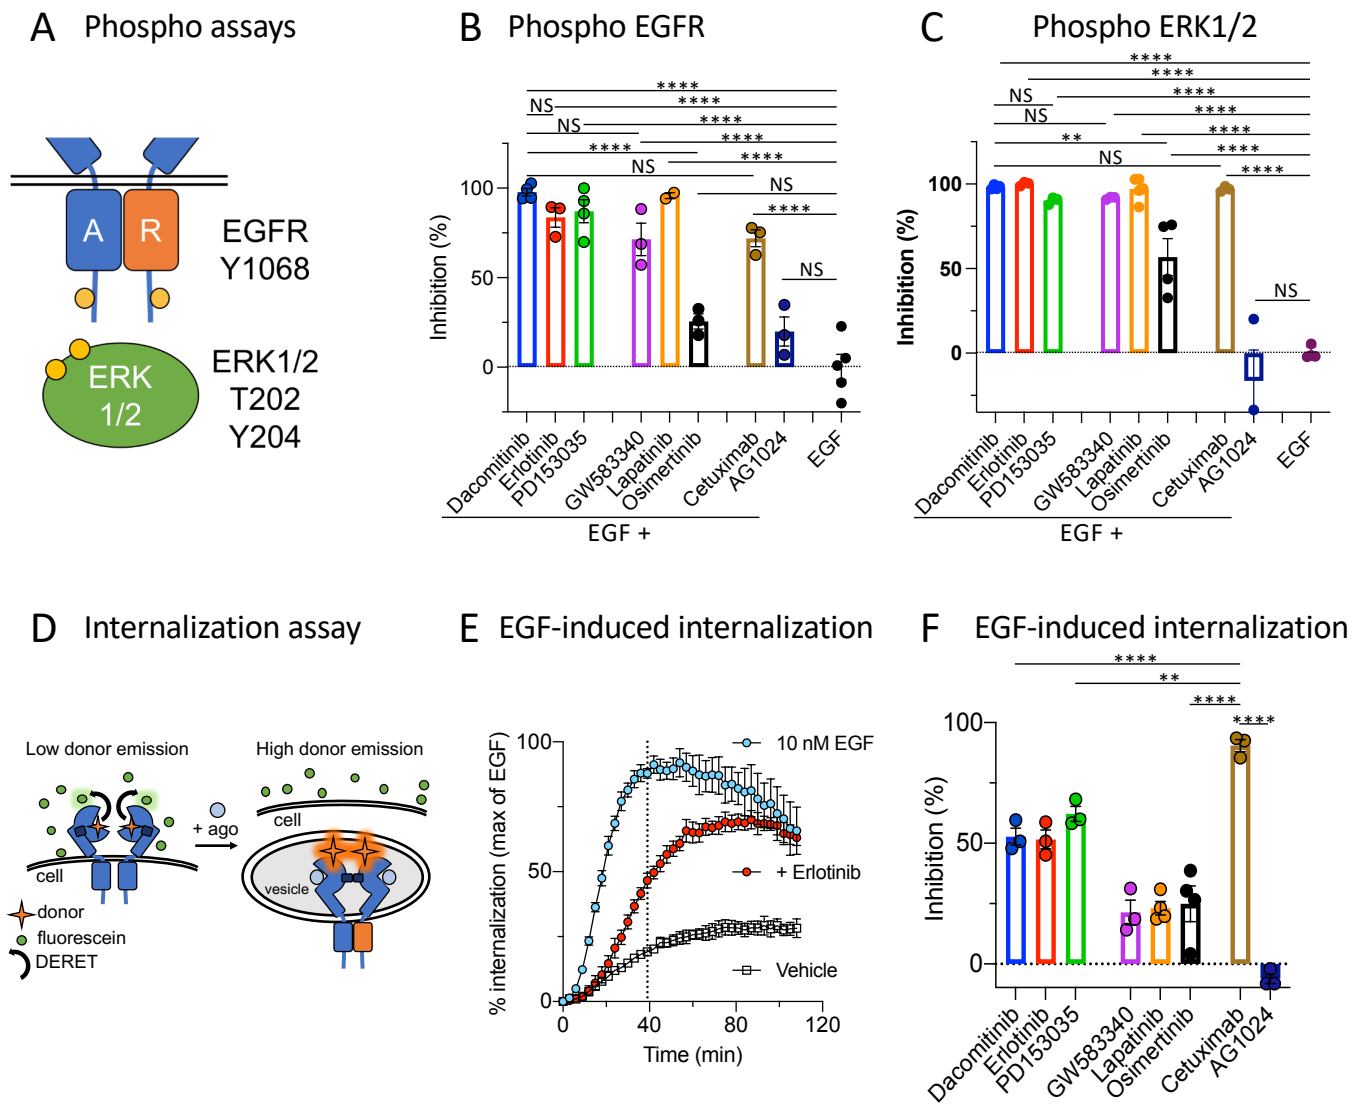 A Phospho assays
A R
EGFR
Y1068
ERK
1/2
ERK1/2
T202
Y204
B Phospho EGFR
****
NS ****
****
NS ****
****
NS ****
NS
****
NS
Inhibition (%)
100
50
0
Dacomitinib
Erlotinib
PD153035
GW583340
Lapatinib
Osimertinib
Cetuximab
AG1024
EGF
EGF +
C Phospho ERK1/2
****
****
NS ****
NS ****
** ****
****
NS ****
NS
Inhibition (%)
100
50
0
Dacomitinib
Erlotinib
PD153035
GW583340
Lapatinib
Osimertinib
Cetuximab
AG1024
EGF
EGF +
D Internalization assay
Low donor emission
High donor emission
+ ago
cell
cell
vesicle
donor
fluorescein
DERET
E EGF-induced internalization
% internalization (max of EGF)
100
50
0
0 40 80 120
Time (min)
10 nM EGF
+ Erlotinib
Vehicle
F EGF-induced internalization
****
**
****
****
Inhibition (%)
100
50
0
Dacomitinib
Erlotinib
PD153035
GW583340
Lapatinib
Osimertinib
Cetuximab
AG1024